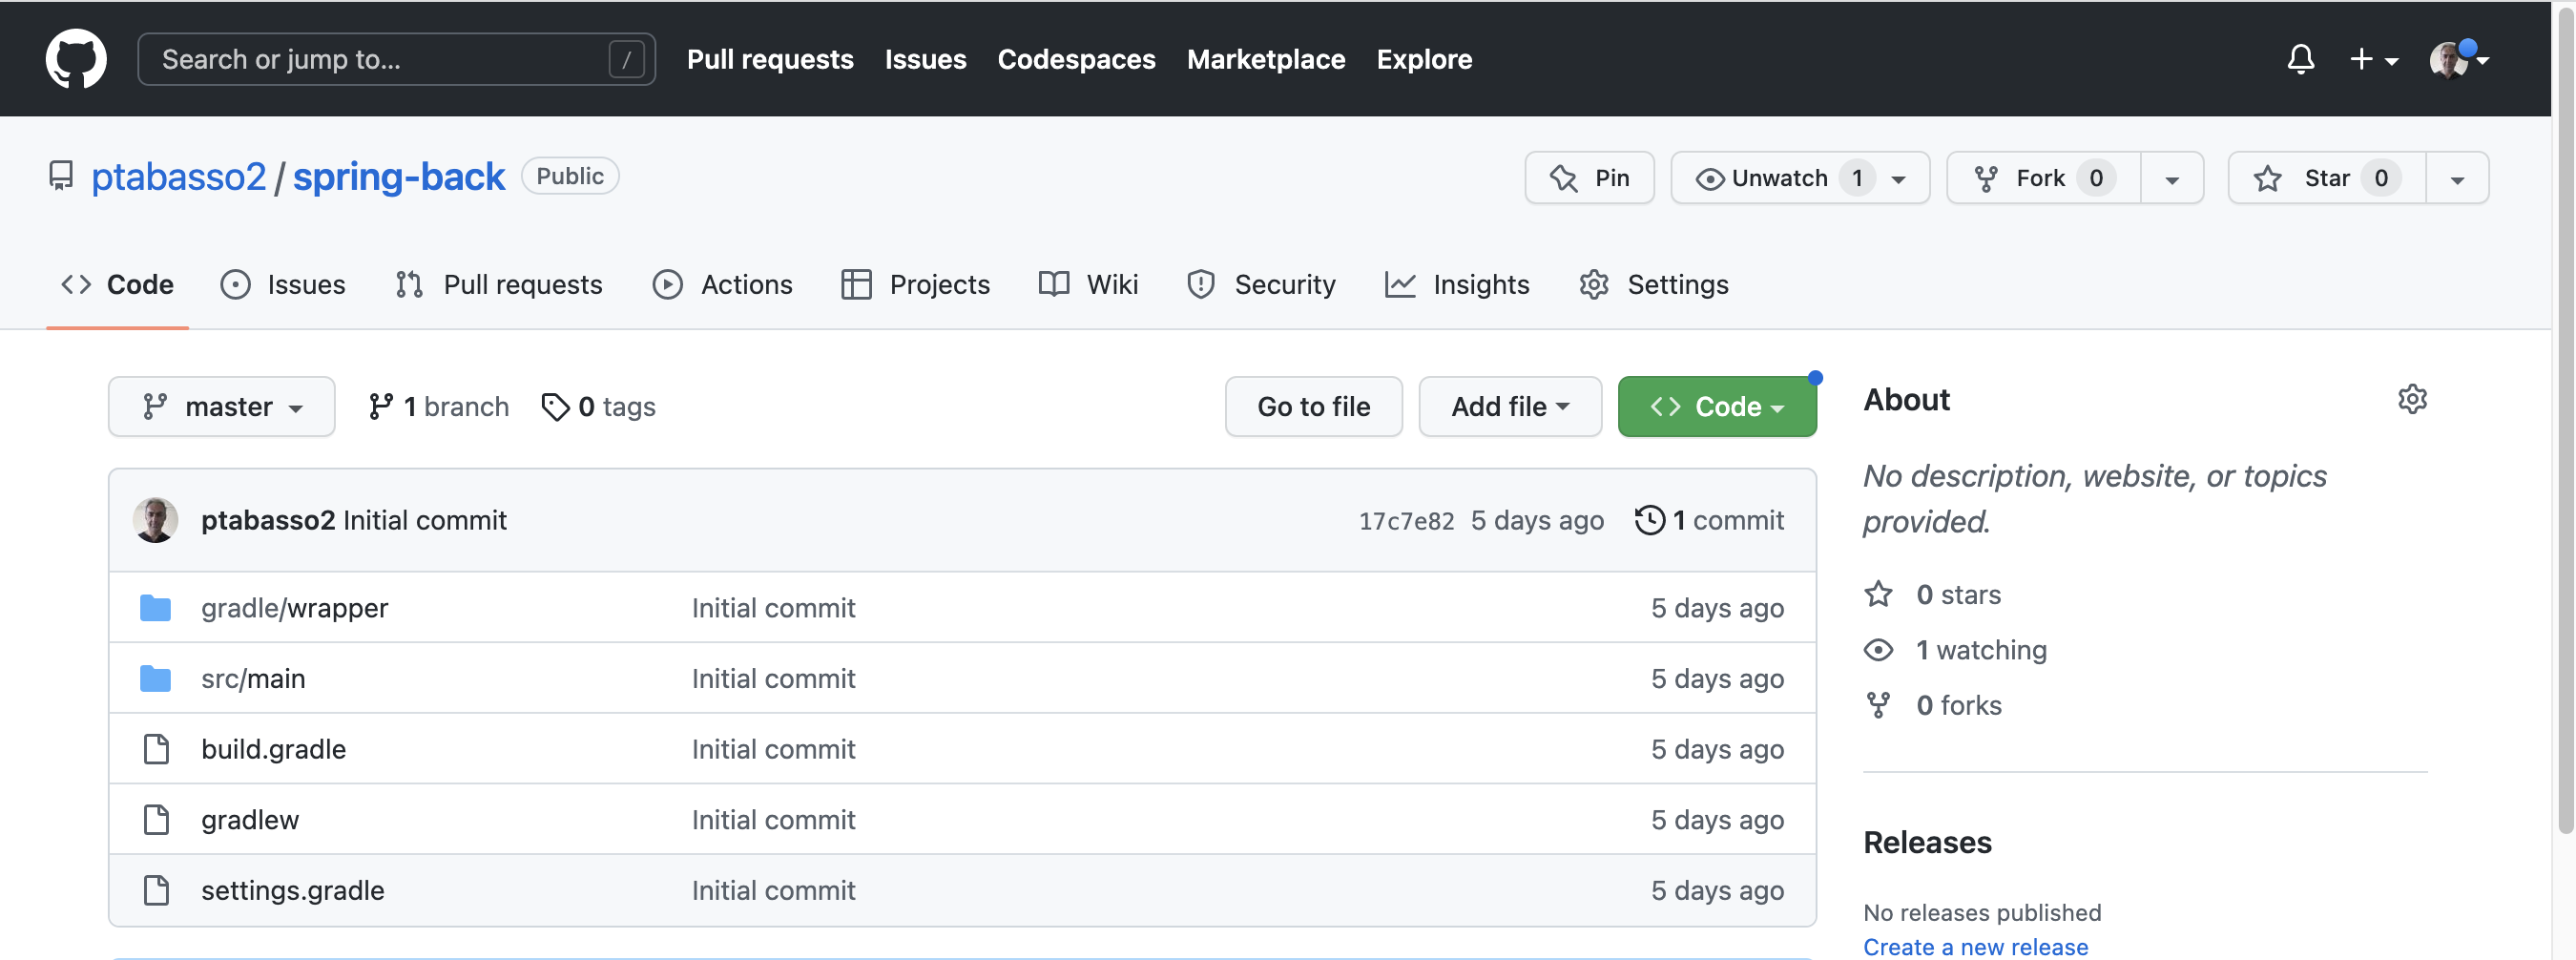 Search or jump to... / Pull requests Issues Codespaces Marketplace Explore
ptabasso2 / spring-back Public Pin Unwatch 1 Fork 0 Star 0
Code Issues Pull requests Actions Projects Wiki Security Insights Settings
master 1 branch 0 tags Go to file Add file Code
ptabasso2 Initial commit 17c7e82 5 days ago 1 commit
gradle/wrapper Initial commit 5 days ago
src/main Initial commit 5 days ago
build.gradle Initial commit 5 days ago
gradlew Initial commit 5 days ago
settings.gradle Initial commit 5 days ago
About
No description, website, or topics
provided.
0 stars
1 watching
0 forks
Releases
No releases published
Create a new release